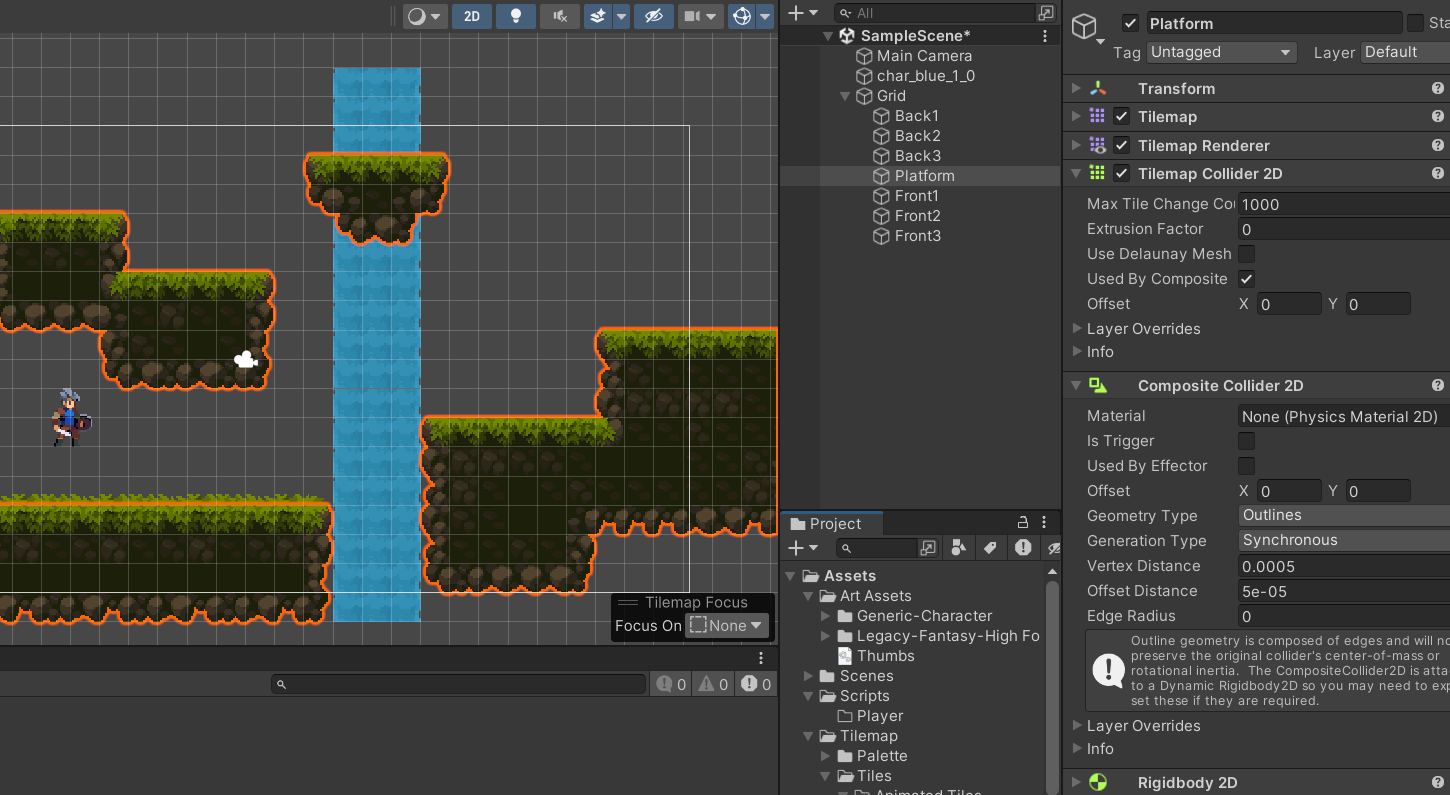 2D
Tilemap Focus
Focus On None
0 0 0
All
SampleScene*
Main Camera
char_blue_1_0
Grid
Back1
Back2
Back3
Platform
Front1
Front2
Front3
Project
Assets
Art Assets
Generic-Character
Legacy-Fantasy-High Fo
Thumbs
Scenes
Scripts
Player
Tilemap
Palette
Tiles
Animated Tiles
Platform Sta
Tag Untagged Layer Default
Transform
Tilemap
Tilemap Renderer
Tilemap Collider 2D
Max Tile Change Cou 1000
Extrusion Factor 0
Use Delaunay Mesh
Used By Composite
Offset X 0 Y 0
Layer Overrides
Info
Composite Collider 2D
Material None (Physics Material 2D)
Is Trigger
Used By Effector
Offset X 0 Y 0
Geometry Type Outlines
Generation Type Synchronous
Vertex Distance 0.0005
Offset Distance 5e-05
Edge Radius 0
Outline geometry is composed of edges and will no
preserve the original collider's center-of-mass or
rotational inertia. The CompositeCollider2D is atta
to a Dynamic Rigidbody2D so you may need to exp
set these if they are required.
Layer Overrides
Info
Rigidbody 2D